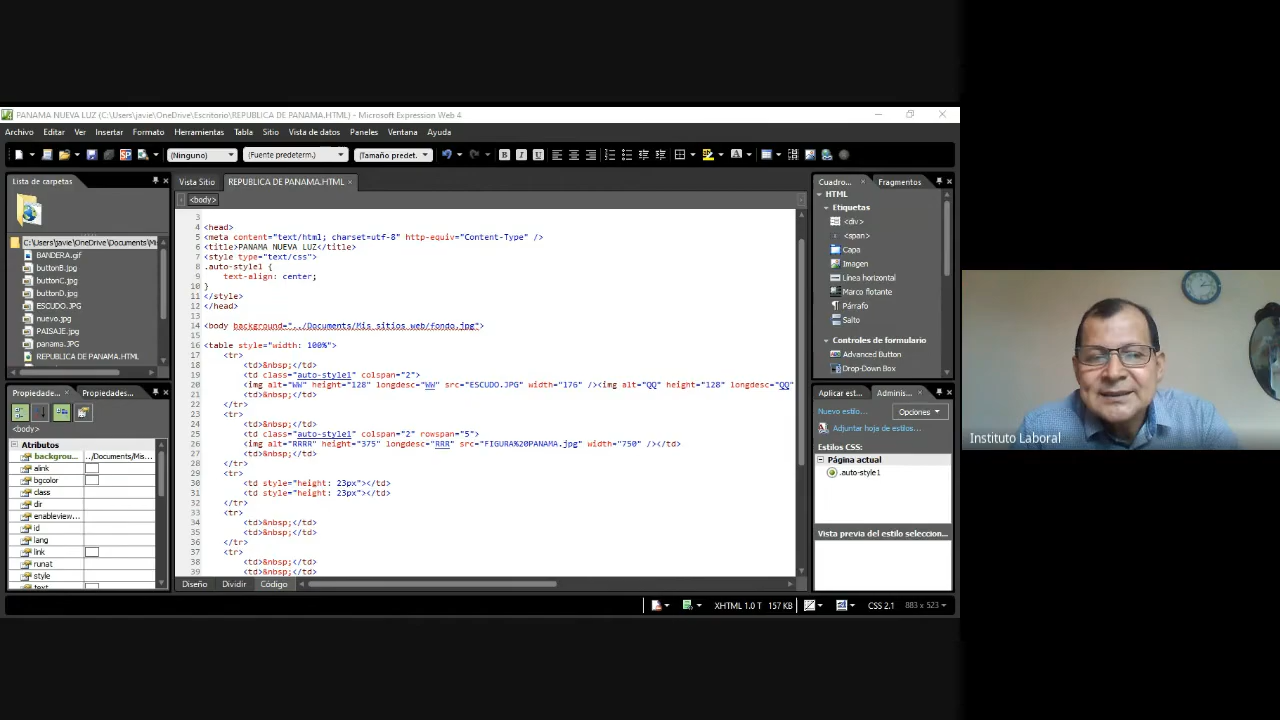 PANAMA NUEVA LUZ (C:\Users\javie\OneDrive\Escritorio\REPUBLICA DE PANAMA.HTML) - Microsoft Expression Web 4
Archivo Editar Ver Insertar Formato Herramientas Tabla Sitio Vista de datos Paneles Ventana Ayuda
(Ninguno) (Fuente predeterm.) (Tamaño predet. B I U A
Lista de carpetas
C:\Users\javie\OneDrive\Documents\Mi
BANDERA.gif
buttonB.jpg
buttonC.jpg
buttonD.jpg
ESCUDO.JPG
nuevo.jpg
PAISAJE.jpg
panama.JPG
REPUBLICA DE PANAMA.HTML
Propiedade... Propiedades...
<body>
Atributos
backgrou... ../Documents/Mis...
alink
bgcolor
class
dir
enableview...
id
lang
link
runat
style
text
Vista Sitio REPUBLICA DE PANAMA.HTML
<body>
3
4 <head>
5 <meta content="text/html; charset=utf-8" http-equiv="Content-Type" />
6 <title>PANAMA NUEVA LUZ</title>
7 <style type="text/css">
8 .auto-style1 {
9 text-align: center;
10 }
11 </style>
12 </head>
13
14 <body background="../Documents/Mis sitios web/fondo.jpg">
15
16 <table style="width: 100%">
17 <tr>
18 <td>&nbsp;</td>
19 <td class="auto-style1" colspan="2">
20 <img alt="WW" height="128" longdesc="WW" src="ESCUDO.JPG" width="176" /><img alt="QQ" height="128" longdesc="QQ"
21 <td>&nbsp;</td>
22 </tr>
23 <tr>
24 <td>&nbsp;</td>
25 <td class="auto-style1" colspan="2" rowspan="5">
26 <img alt="RRRR" height="375" longdesc="RRR" src="FIGURA%20PANAMA.jpg" width="750" /></td>
27 <td>&nbsp;</td>
28 </tr>
29 <tr>
30 <td style="height: 23px"></td>
31 <td style="height: 23px"></td>
32 </tr>
33 <tr>
34 <td>&nbsp;</td>
35 <td>&nbsp;</td>
36 </tr>
37 <tr>
38 <td>&nbsp;</td>
39 <td>&nbsp;</td>
Diseño Dividir Código
Cuadro... Fragmentos
HTML
Etiquetas
<div>
<span>
Capa
Imagen
Línea horizontal
Marco flotante
Párrafo
Salto
Controles de formulario
Advanced Button
Drop-Down Box
Aplicar est... Adminis...
Nuevo estilo... Opciones
Adjuntar hoja de estilos...
Estilos CSS:
Página actual
.auto-style1
Vista previa del estilo seleccion...
XHTML 1.0 T 157 KB CSS 2.1 883 x 523
Instituto Laboral